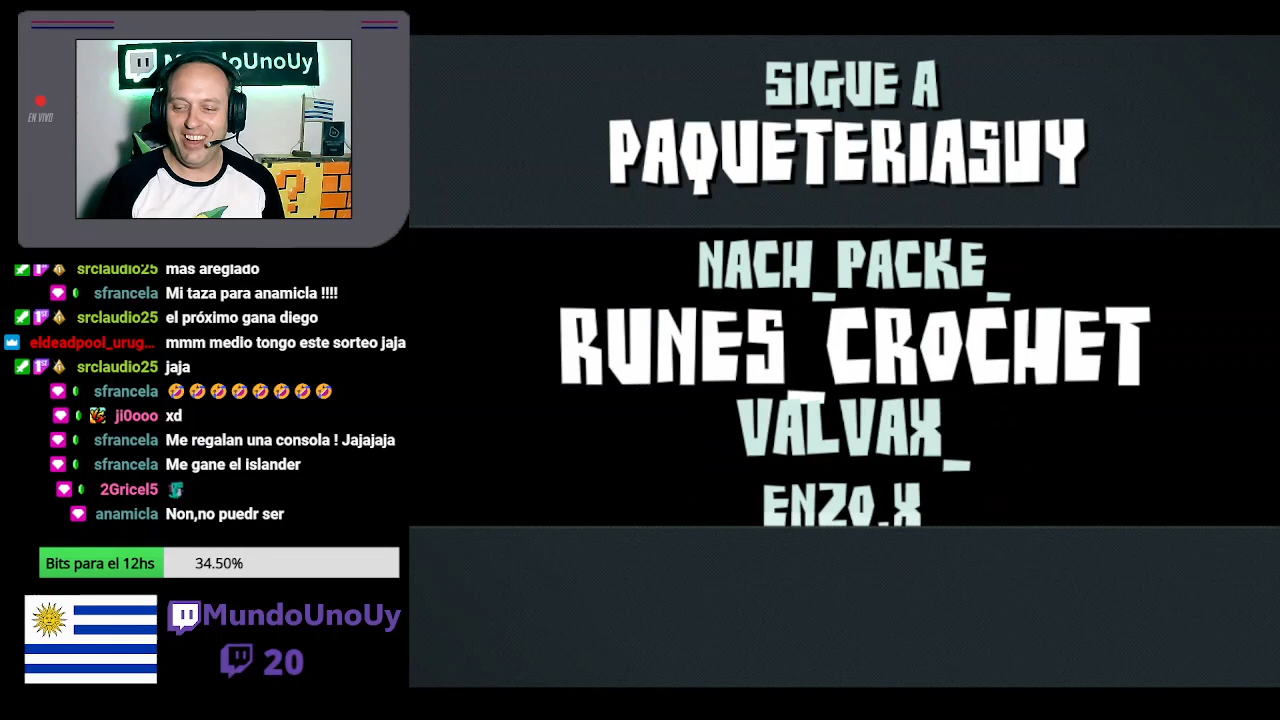 MundoUnoUy
EN VIVO
srclaudio25 mas areglado
sfrancela Mi taza para anamicla !!!!
srclaudio25 el próximo gana diego
eldeadpool_urug... mmm medio tongo este sorteo jaja
srclaudio25 jaja
sfrancela 🤣🤣🤣🤣🤣🤣🤣🤣
ji0ooo xd
sfrancela Me regalan una consola ! Jajajaja
sfrancela Me gane el islander
2Gricel5
anamicla Non,no puedr ser
Bits para el 12hs 34.50%
MundoUnoUy
20
SIGUE A
PAQUETERIASUY
NACH_PACKE_
RUNES_CROCHET
VALVAX_
ENZO.X